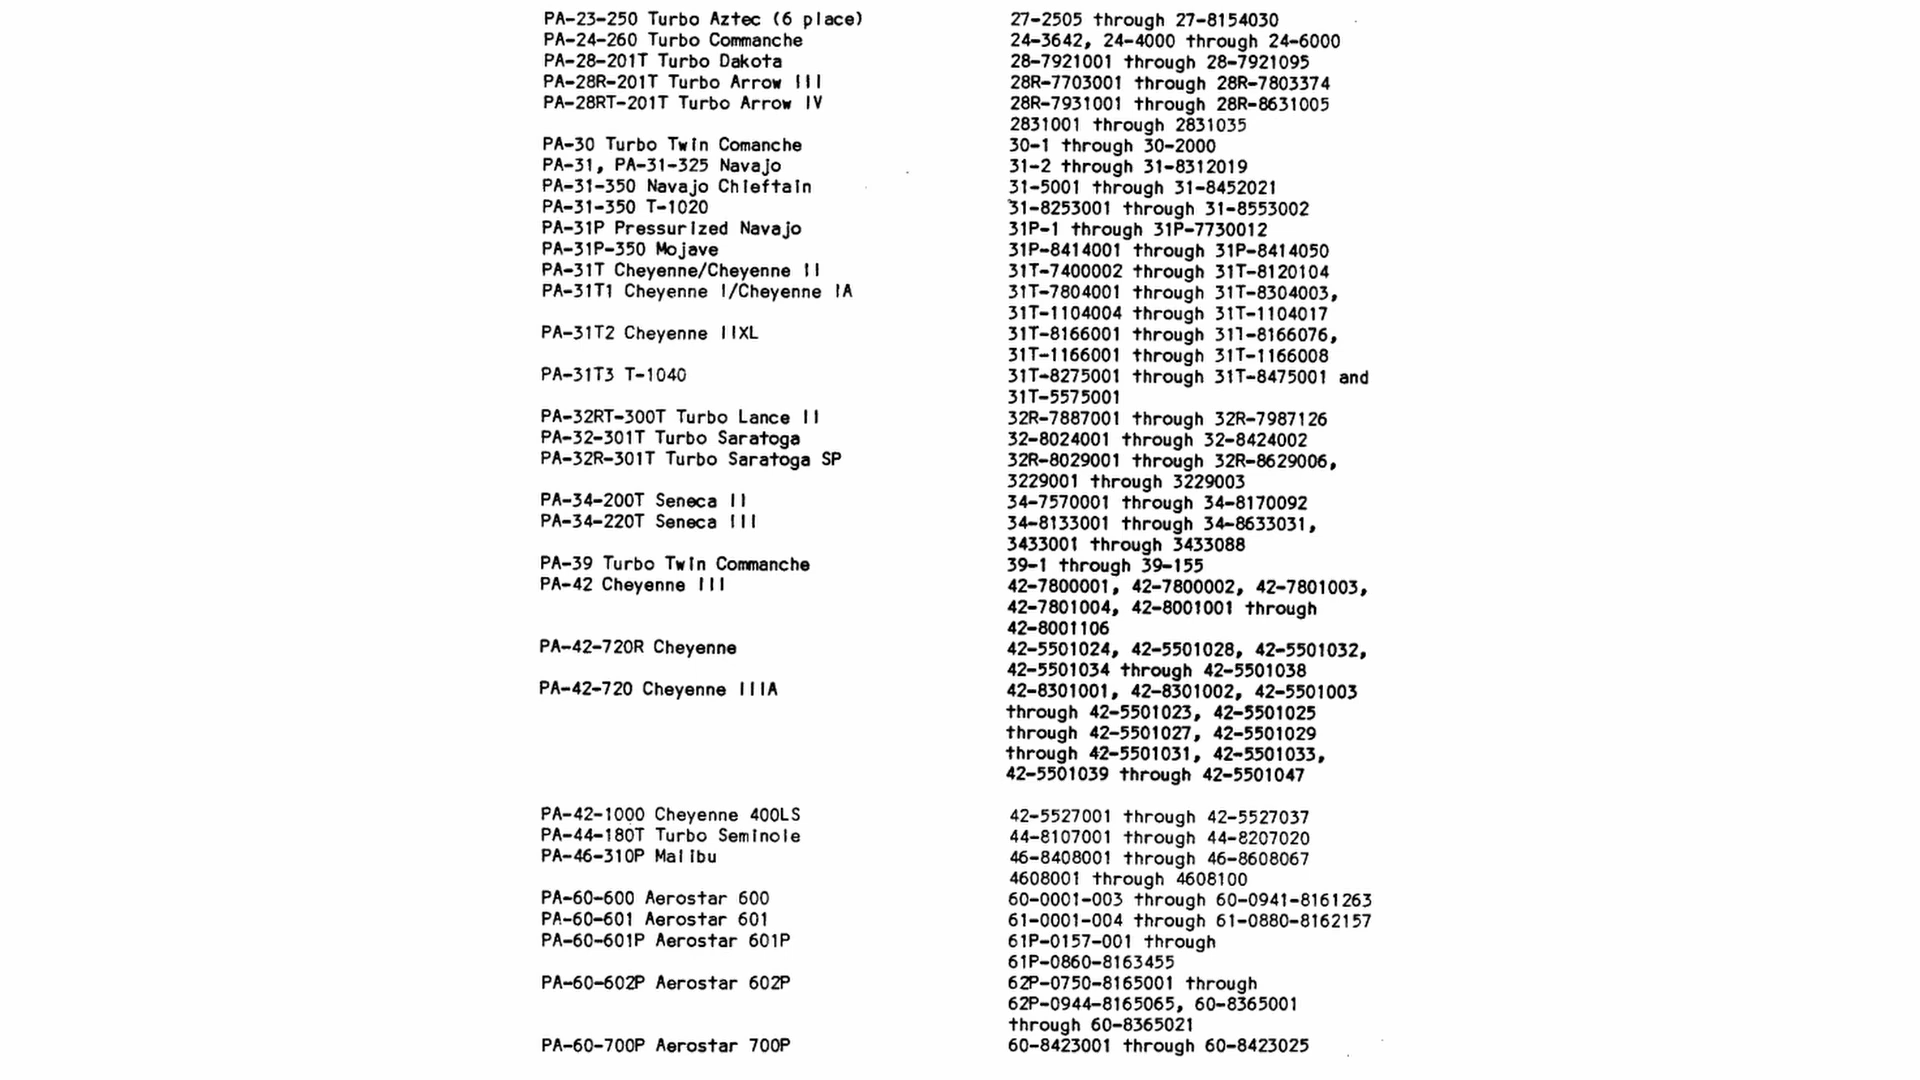 PA-23-250 Turbo Aztec (6 place) 27-2505 through 27-8154030
PA-24-260 Turbo Commanche 24-3642, 24-4000 through 24-6000
PA-28-201T Turbo Dakota 28-7921001 through 28-7921095
PA-28R-201T Turbo Arrow III 28R-7703001 through 28R-7803374
PA-28RT-201T Turbo Arrow IV 28R-7931001 through 28R-8631005
2831001 through 2831035
PA-30 Turbo Twin Comanche 30-1 through 30-2000
PA-31, PA-31-325 Navajo 31-2 through 31-8312019
PA-31-350 Navajo Chieftain 31-5001 through 31-8452021
PA-31-350 T-1020 31-8253001 through 31-8553002
PA-31P Pressurized Navajo 31P-1 through 31P-7730012
PA-31P-350 Mojave 31P-8414001 through 31P-8414050
PA-31T Cheyenne/Cheyenne II 31T-7400002 through 31T-8120104
PA-31T1 Cheyenne I/Cheyenne IA 31T-7804001 through 31T-8304003,
31T-1104004 through 31T-1104017
PA-31T2 Cheyenne IIXL 31T-8166001 through 31T-8166076,
31T-1166001 through 31T-1166008
PA-31T3 T-1040 31T-8275001 through 31T-8475001 and
31T-5575001
PA-32RT-300T Turbo Lance II 32R-7887001 through 32R-7987126
PA-32-301T Turbo Saratoga 32-8024001 through 32-8424002
PA-32R-301T Turbo Saratoga SP 32R-8029001 through 32R-8629006,
3229001 through 3229003
PA-34-200T Seneca II 34-7570001 through 34-8170092
PA-34-220T Seneca III 34-8133001 through 34-8633031,
3433001 through 3433088
PA-39 Turbo Twin Commanche 39-1 through 39-155
PA-42 Cheyenne III 42-7800001, 42-7800002, 42-7801003,
42-7801004, 42-8001001 through
42-8001106
PA-42-720R Cheyenne 42-5501024, 42-5501028, 42-5501032,
42-5501034 through 42-5501038
PA-42-720 Cheyenne IIIA 42-8301001, 42-8301002, 42-5501003
through 42-5501023, 42-5501025
through 42-5501027, 42-5501029
through 42-5501031, 42-5501033,
42-5501039 through 42-5501047
PA-42-1000 Cheyenne 400LS 42-5527001 through 42-5527037
PA-44-180T Turbo Seminole 44-8107001 through 44-8207020
PA-46-310P Malibu 46-8408001 through 46-8608067
4608001 through 4608100
PA-60-600 Aerostar 600 60-0001-003 through 60-0941-8161263
PA-60-601 Aerostar 601 61-0001-004 through 61-0880-8162157
PA-60-601P Aerostar 601P 61P-0157-001 through
61P-0860-8163455
PA-60-602P Aerostar 602P 62P-0750-8165001 through
62P-0944-8165065, 60-8365001
through 60-8365021
PA-60-700P Aerostar 700P 60-8423001 through 60-8423025